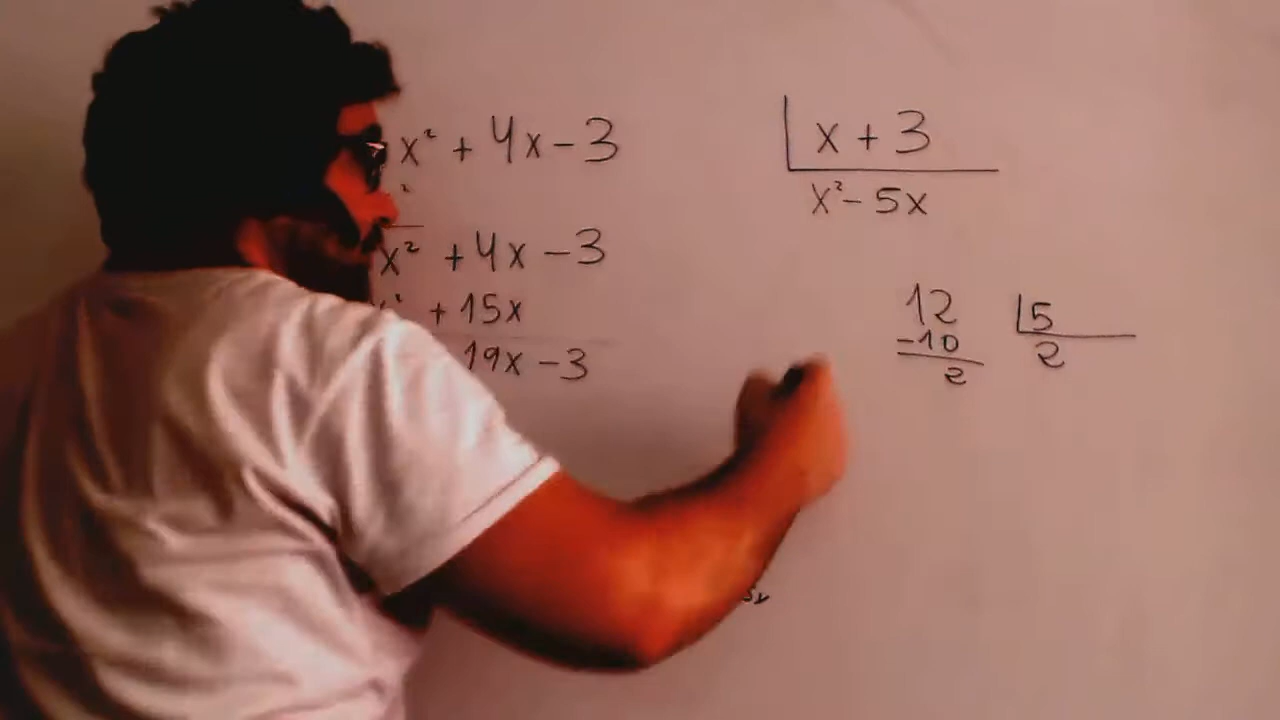 x² + 4x - 3
x + 3
x² - 5x
x² + 4x - 3
+ 15x
19x - 3
12
5
-10
2
2